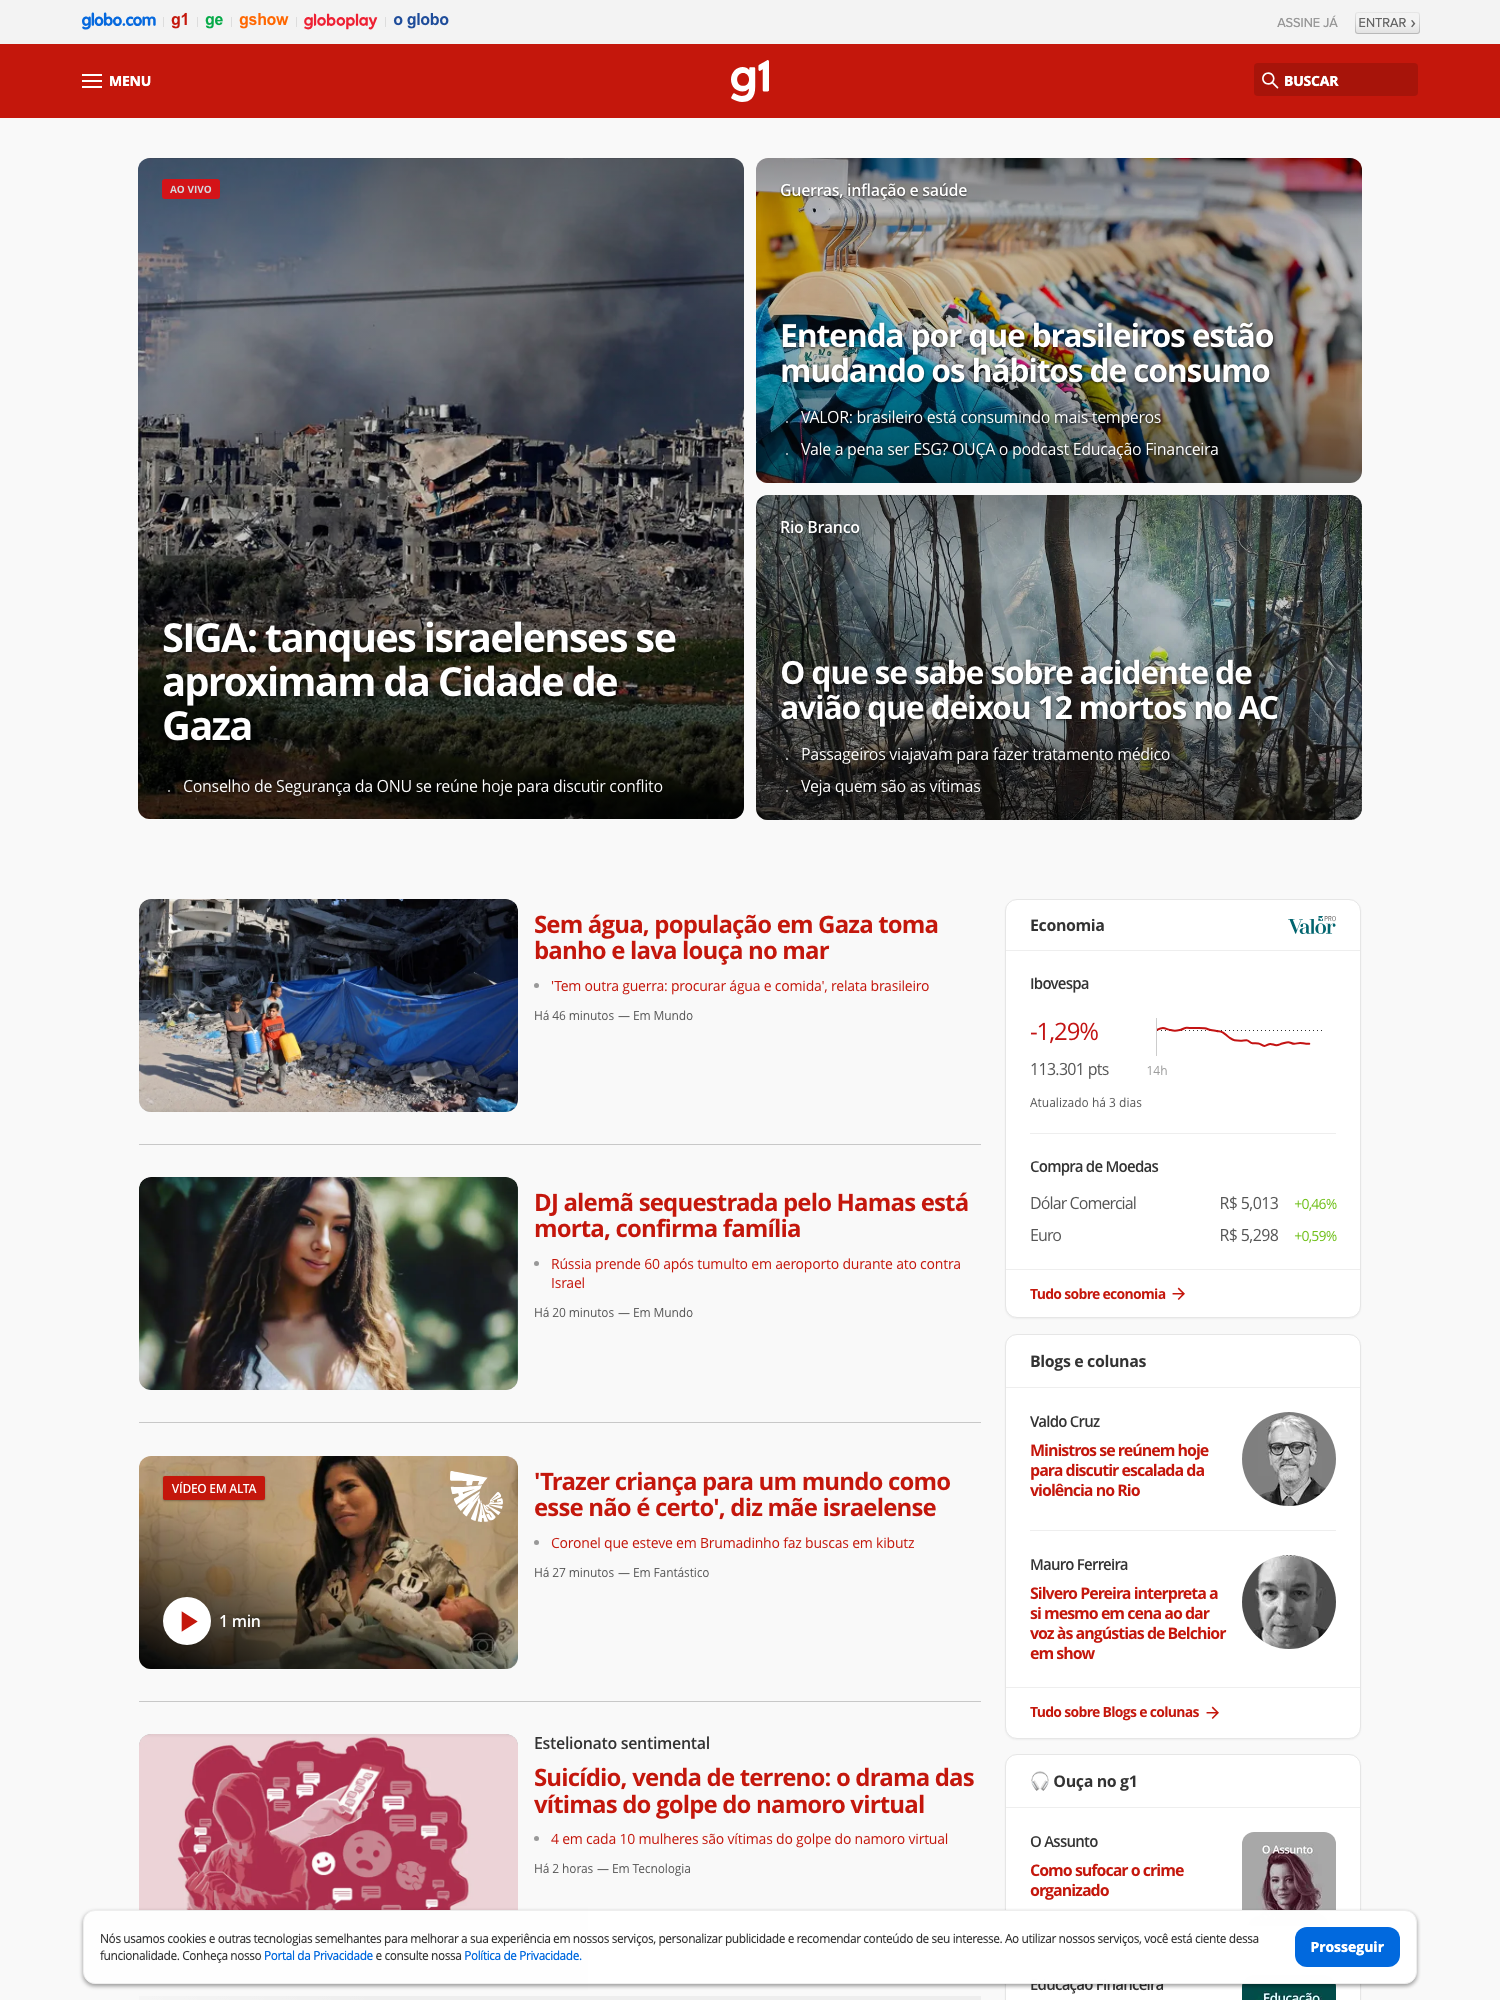 globo.com g1 ge gshow globoplay o globo
ASSINE JÁ ENTRAR ›
MENU
g1
BUSCAR
AO VIVO
SIGA: tanques israelenses se
aproximam da Cidade de
Gaza
. Conselho de Segurança da ONU se reúne hoje para discutir conflito
Guerras, inflação e saúde
Entenda por que brasileiros estão
mudando os hábitos de consumo
. VALOR: brasileiro está consumindo mais temperos
. Vale a pena ser ESG? OUÇA o podcast Educação Financeira
Rio Branco
O que se sabe sobre acidente de
avião que deixou 12 mortos no AC
. Passageiros viajavam para fazer tratamento médico
. Veja quem são as vítimas
Sem água, população em Gaza toma
banho e lava louça no mar
• 'Tem outra guerra: procurar água e comida', relata brasileiro
Há 46 minutos — Em Mundo
DJ alemã sequestrada pelo Hamas está
morta, confirma família
• Rússia prende 60 após tumulto em aeroporto durante ato contra
Israel
Há 20 minutos — Em Mundo
VÍDEO EM ALTA
1 min
'Trazer criança para um mundo como
esse não é certo', diz mãe israelense
• Coronel que esteve em Brumadinho faz buscas em kibutz
Há 27 minutos — Em Fantástico
Estelionato sentimental
Suicídio, venda de terreno: o drama das
vítimas do golpe do namoro virtual
• 4 em cada 10 mulheres são vítimas do golpe do namoro virtual
Há 2 horas — Em Tecnologia
Economia
Valor PRO
Ibovespa
-1,29%
113.301 pts
14h
Atualizado há 3 dias
Compra de Moedas
Dólar Comercial R$ 5,013 +0,46%
Euro R$ 5,298 +0,59%
Tudo sobre economia →
Blogs e colunas
Valdo Cruz
Ministros se reúnem hoje
para discutir escalada da
violência no Rio
Mauro Ferreira
Silvero Pereira interpreta a
si mesmo em cena ao dar
voz às angústias de Belchior
em show
Tudo sobre Blogs e colunas →
Ouça no g1
O Assunto
Como sufocar o crime
organizado
O Assunto
Educação Financeira
Educação
Nós usamos cookies e outras tecnologias semelhantes para melhorar a sua experiência em nossos serviços, personalizar publicidade e recomendar conteúdo de seu interesse. Ao utilizar nossos serviços, você está ciente dessa
funcionalidade. Conheça nosso Portal da Privacidade e consulte nossa Política de Privacidade.
Prosseguir